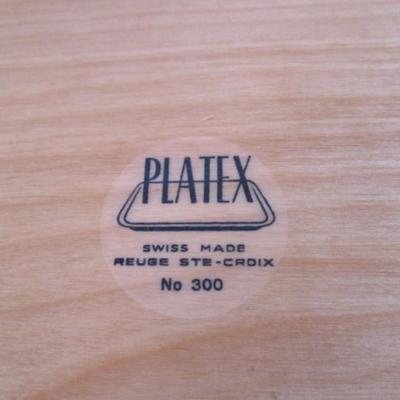 PLATEX
SWISS MADE
REUGE STE-CROIX
No 300